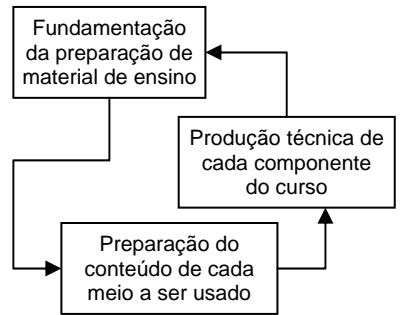 Fundamentação
da preparação de
material de ensino
Produção técnica de
cada componente
do curso
Preparação do
conteúdo de cada
meio a ser usado